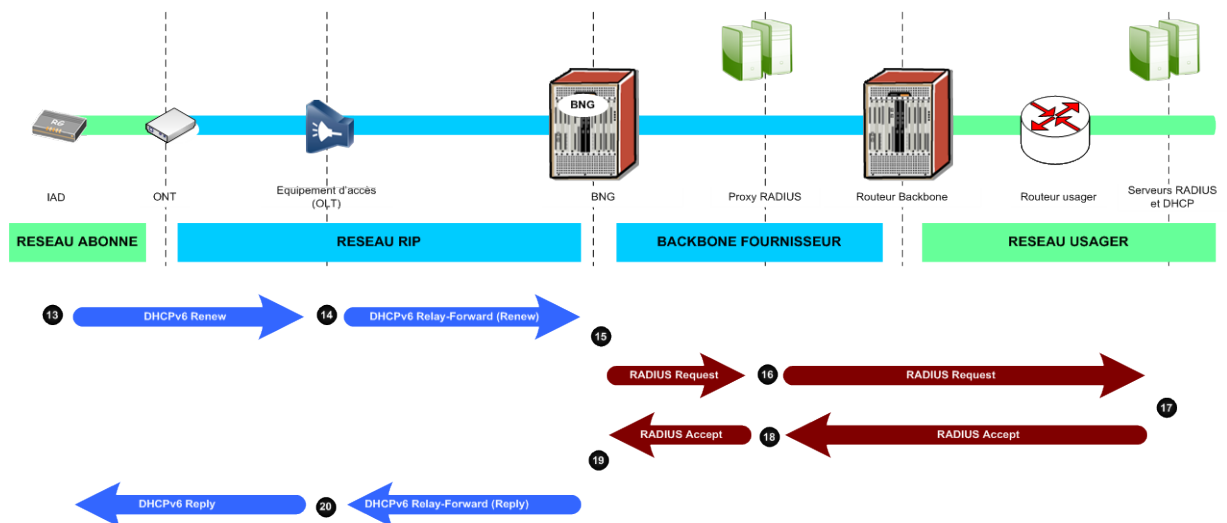 BNG
RG
IAD
ONT
Equipement d'accès
(OLT)
BNG
Proxy RADIUS
Routeur Backbone
Routeur usager
Serveurs RADIUS
et DHCP
RESEAU ABONNE
RESEAU RIP
BACKBONE FOURNISSEUR
RESEAU USAGER
13
DHCPv6 Renew
14
DHCPv6 Relay-Forward (Renew)
15
RADIUS Request
16
RADIUS Request
17
RADIUS Accept
18
RADIUS Accept
19
DHCPv6 Reply
20
DHCPv6 Relay-Forward (Reply)